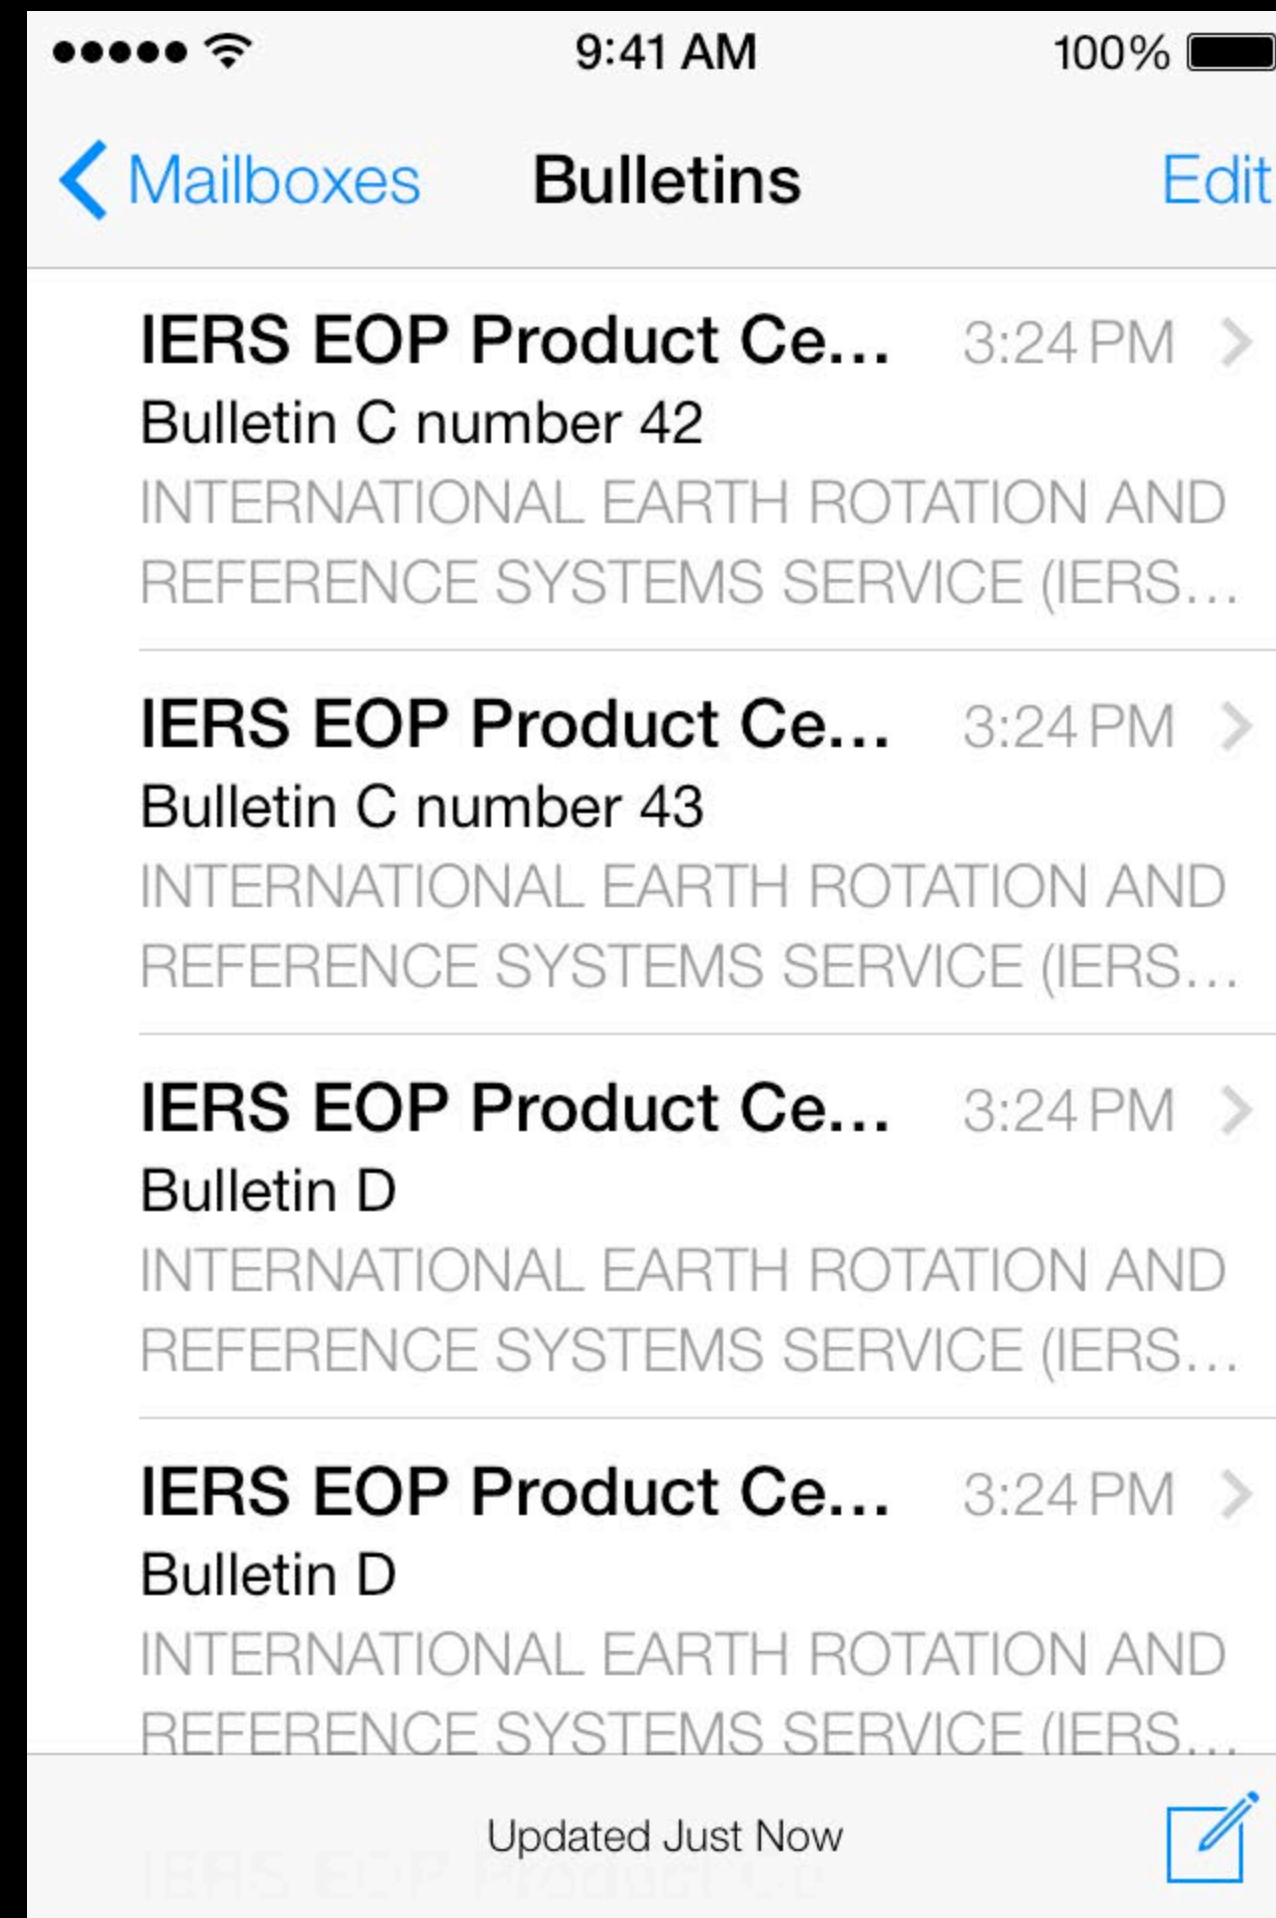 9:41 AM 100%
Mailboxes Bulletins Edit
IERS EOP Product Ce... 3:24 PM
Bulletin C number 42
INTERNATIONAL EARTH ROTATION AND
REFERENCE SYSTEMS SERVICE (IERS...
IERS EOP Product Ce... 3:24 PM
Bulletin C number 43
INTERNATIONAL EARTH ROTATION AND
REFERENCE SYSTEMS SERVICE (IERS...
IERS EOP Product Ce... 3:24 PM
Bulletin D
INTERNATIONAL EARTH ROTATION AND
REFERENCE SYSTEMS SERVICE (IERS...
IERS EOP Product Ce... 3:24 PM
Bulletin D
INTERNATIONAL EARTH ROTATION AND
REFERENCE SYSTEMS SERVICE (IERS...
Updated Just Now
IERS EOP Product Ce